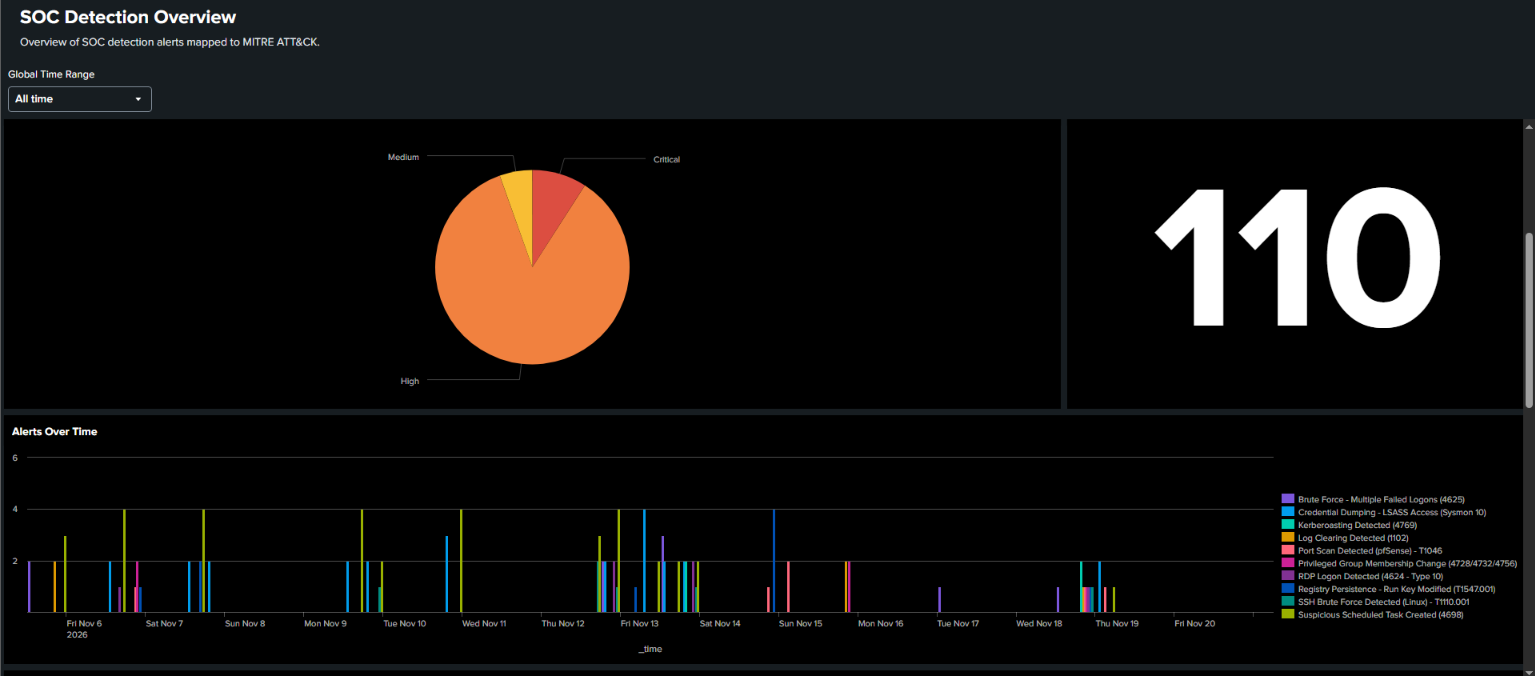 SOC Detection Overview
Overview of SOC detection alerts mapped to MITRE ATT&CK.
Global Time Range
All time
Medium
Critical
High
110
Alerts Over Time
6
4
2
Fri Nov 6
2026
Sat Nov 7
Sun Nov 8
Mon Nov 9
Tue Nov 10
Wed Nov 11
Thu Nov 12
Fri Nov 13
Sat Nov 14
Sun Nov 15
Mon Nov 16
Tue Nov 17
Wed Nov 18
Thu Nov 19
Fri Nov 20
_time
Brute Force - Multiple Failed Logons (4625)
Credential Dumping - LSASS Access (Sysmon 10)
Kerberoasting Detected (4769)
Log Clearing Detected (1102)
Port Scan Detected (pfSense) - T1046
Privileged Group Membership Change (4728/4732/4756)
RDP Logon Detected (4624 - Type 10)
Registry Persistence - Run Key Modified (T1547.001)
SSH Brute Force Detected (Linux) - T1110.001
Suspicious Scheduled Task Created (4698)